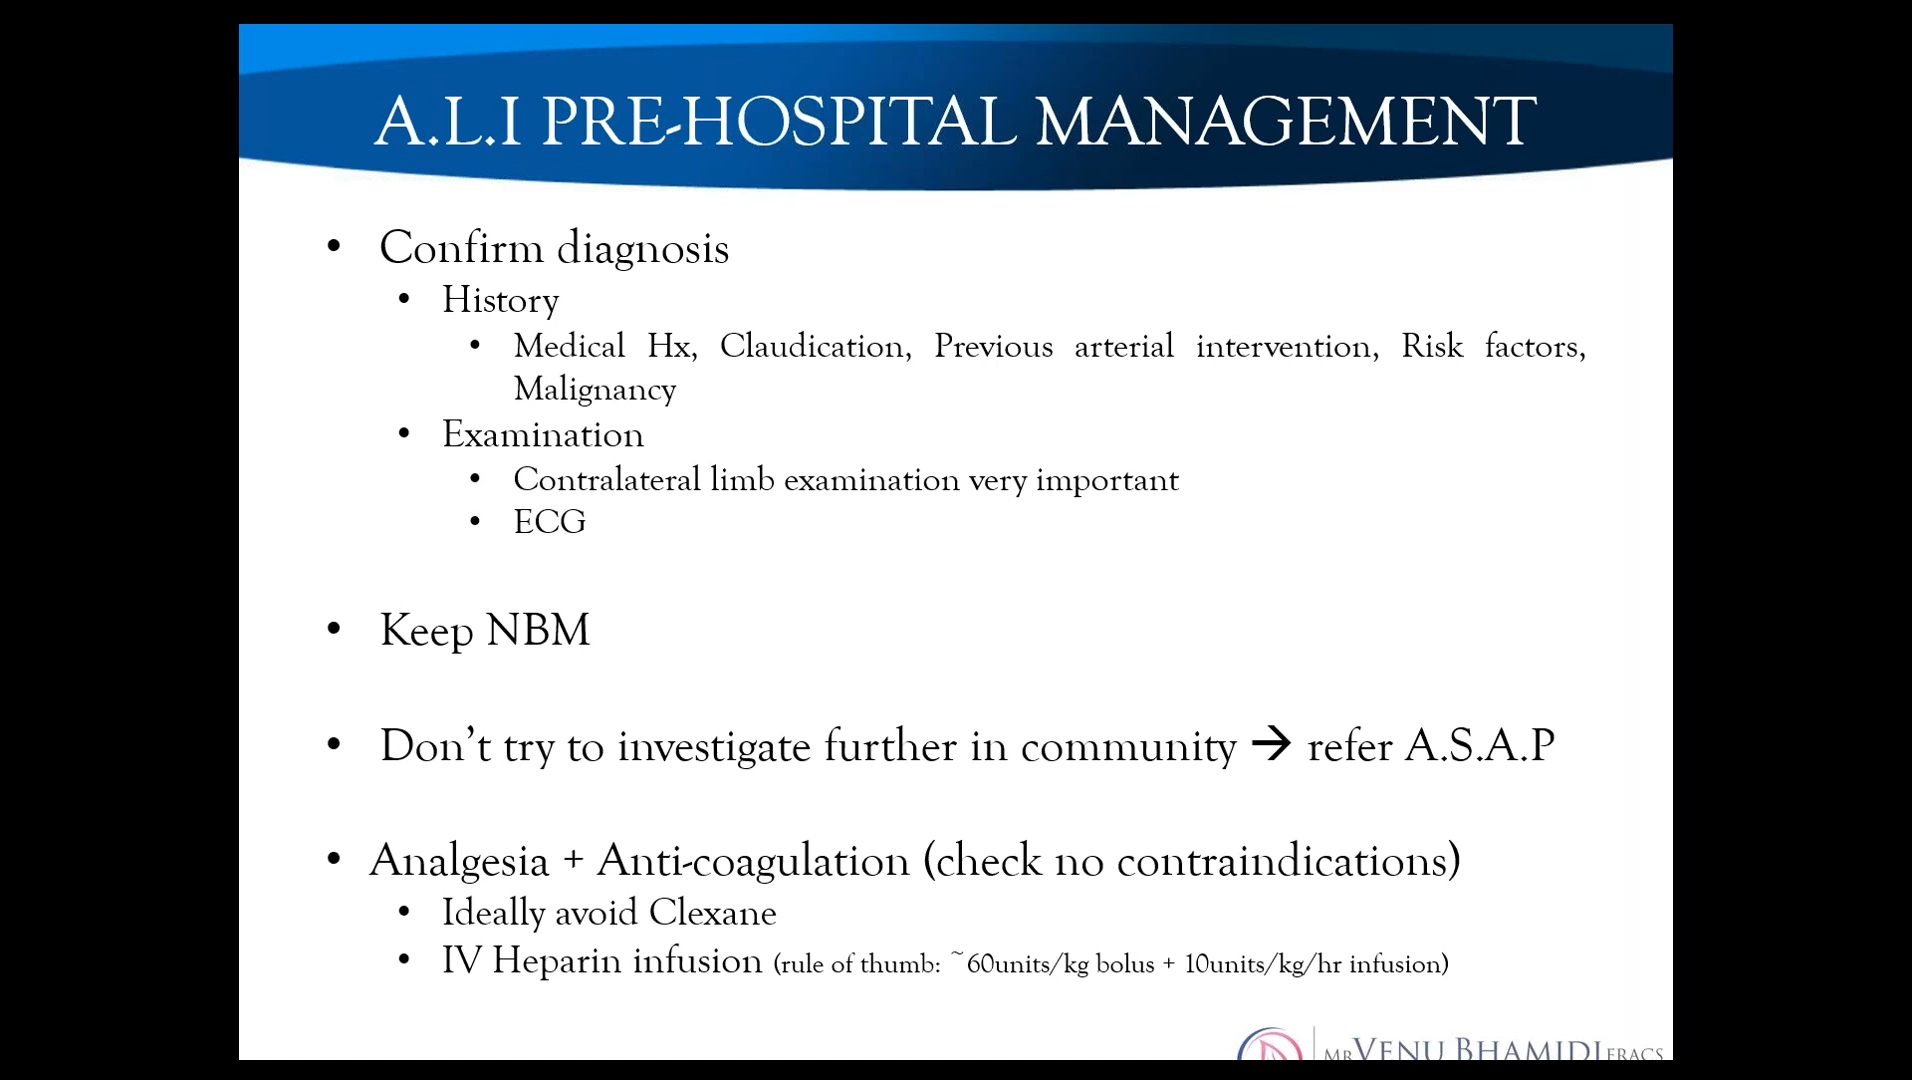 A.L.I PRE-HOSPITAL MANAGEMENT
• Confirm diagnosis
• History
• Medical Hx, Claudication, Previous arterial intervention, Risk factors,
Malignancy
• Examination
• Contralateral limb examination very important
• ECG
• Keep NBM
• Don't try to investigate further in community → refer A.S.A.P
• Analgesia + Anti-coagulation (check no contraindications)
• Ideally avoid Clexane
• IV Heparin infusion (rule of thumb: ~60units/kg bolus + 10units/kg/hr infusion)
MR VENU BHAMIDI FRACS